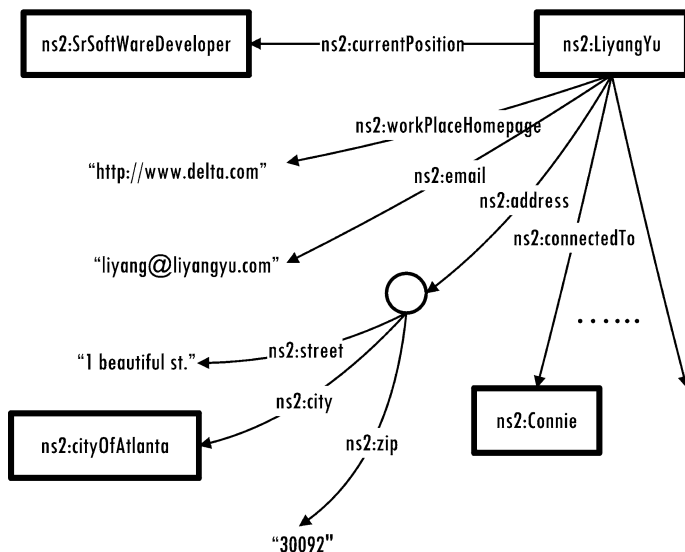 ns2:SrSoftWareDeveloper
ns2:currentPosition
ns2:LiyangYu
ns2:workPlaceHomepage
“http://www.delta.com”
ns2:email
ns2:address
ns2:connectedTo
“liyang@liyangyu.com”
......
ns2:street
“1 beautiful st.”
ns2:city
ns2:Connie
ns2:cityOfAtlanta
ns2:zip
“30092"